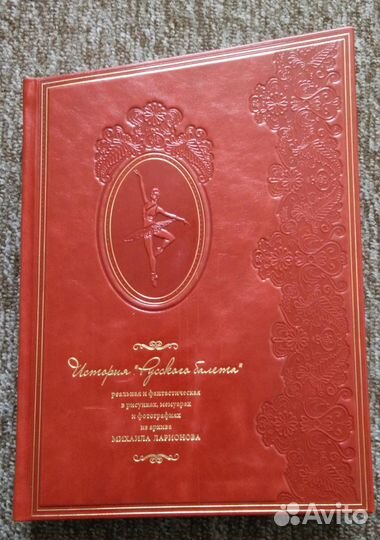 История "Русского балета"
реальная и фантастическая
в рисунках, мемуарах
и фотографиях
из архива
МИХАИЛА ЛАРИОНОВА
Avito